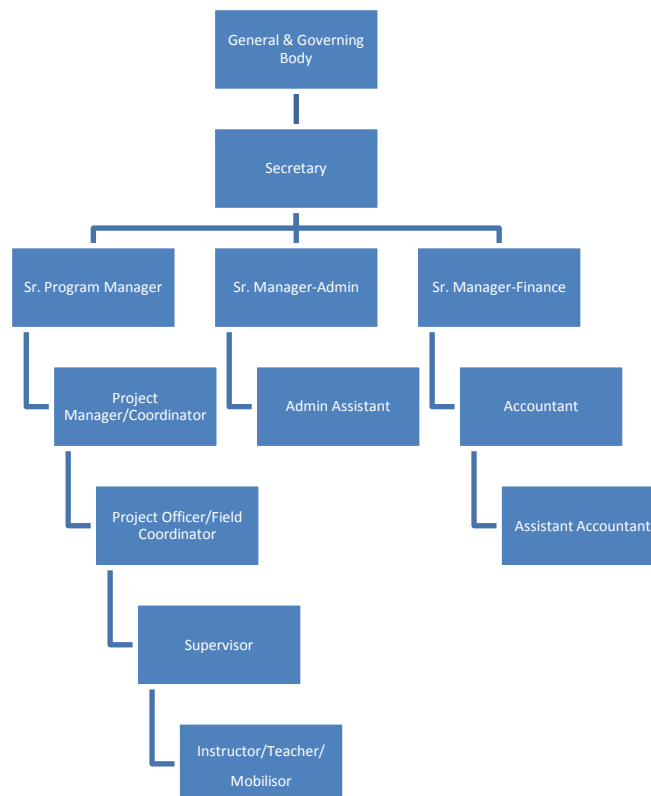 General & Governing
Body
Secretary
Sr. Program Manager
Sr. Manager-Admin
Sr. Manager-Finance
Project
Manager/Coordinator
Admin Assistant
Accountant
Project Officer/Field
Coordinator
Assistant Accountant
Supervisor
Instructor/Teacher/
Mobilisor